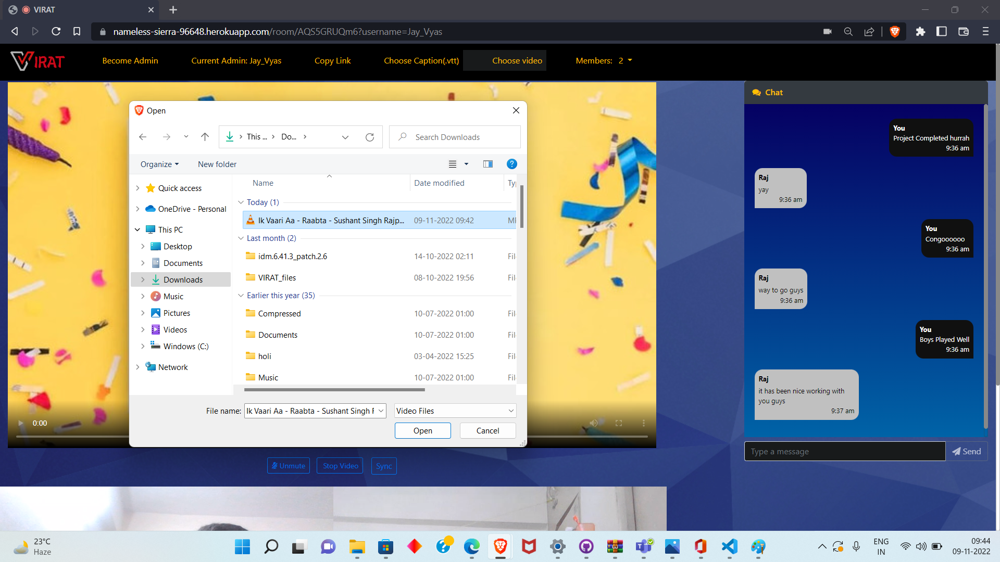 VIRAT
nameless-sierra-96648.herokuapp.com/room/AQS5GRUQm6?username=Jay_Vyas
VIRAT
Become Admin
Current Admin: Jay_Vyas
Copy Link
Choose Caption(.vtt)
Choose video
Members: 2
Open
This ...
Do...
Search Downloads
Organize
New folder
?
Name
Date modified
Quick access
OneDrive - Personal
This PC
Desktop
Documents
Downloads
Music
Pictures
Videos
Windows (C:)
Network
Today (1)
Ik Vaari Aa - Raabta - Sushant Singh Rajp... 09-11-2022 09:42
Last month (2)
idm.6.41.3_patch.2.6 14-10-2022 02:11
VIRAT_files 08-10-2022 19:56
Earlier this year (35)
Compressed 10-07-2022 01:00
Documents 10-07-2022 01:00
holi 03-04-2022 15:25
Music 10-07-2022 01:00
File name: Ik Vaari Aa - Raabta - Sushant Singh
Video Files
Open
Cancel
0:00
Unmute
Stop Video
Sync
Chat
You
Project Completed hurrah
9:36 am
Raj
yay
9:36 am
You
Congoooooo
9:36 am
Raj
way to go guys
9:36 am
You
Boys Played Well
9:36 am
Raj
it has been nice working with
you guys
9:37 am
Type a message
Send
23°C
Haze
ENG
IN
09:44
09-11-2022